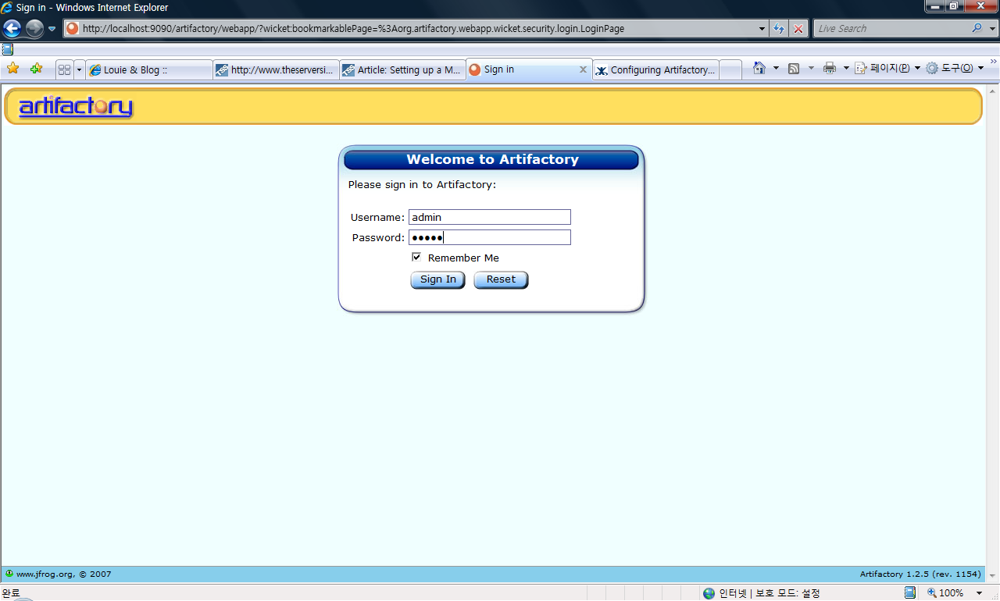 Sign in - Windows Internet Explorer
http://localhost:9090/artifactory/webapp/?wicket:bookmarkablePage=%3Aorg.artifactory.webapp.wicket.security.login.LoginPage
Live Search
Louie & Blog ::
http://www.theserversi...
Article: Setting up a M...
Sign in
Configuring Artifactory...
페이지(P)
도구(O)
artifactory
Welcome to Artifactory
Please sign in to Artifactory:
Username: admin
Password: •••••
Remember Me
Sign In Reset
www.jfrog.org, © 2007
Artifactory 1.2.5 (rev. 1154)
완료
인터넷 | 보호 모드: 설정
100%